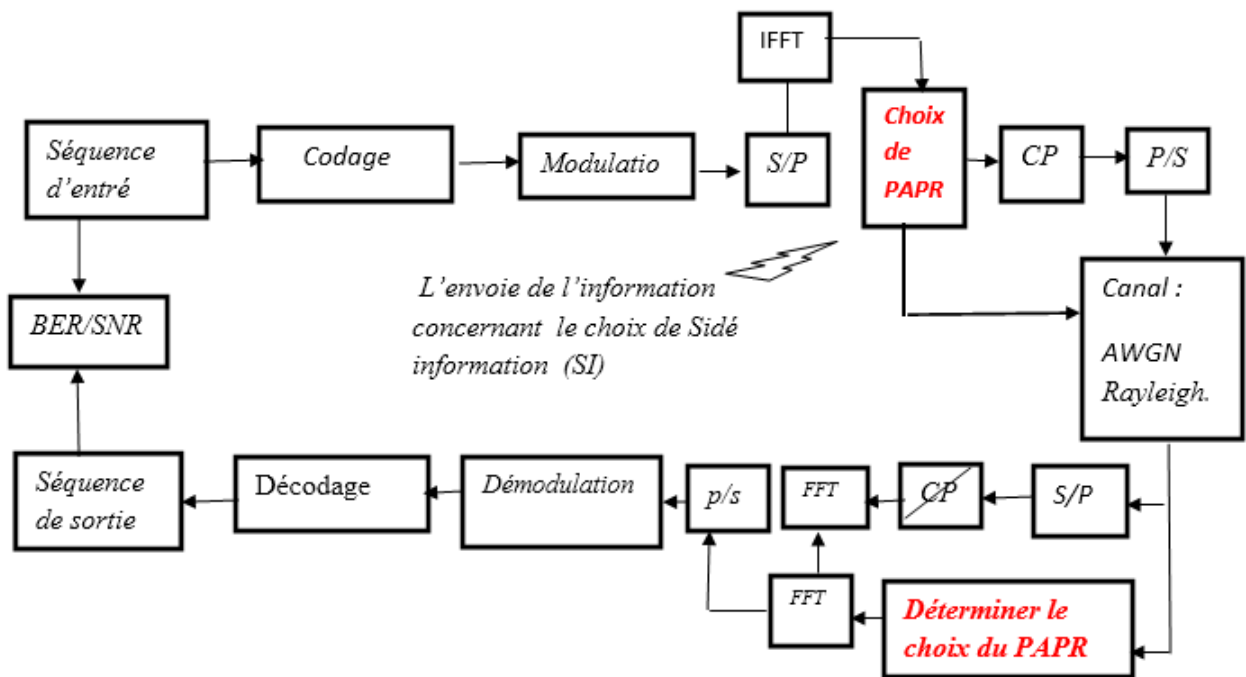 IFFT
Séquence
d'entré
Codage
Modulatio
S/P
Choix
de
PAPR
CP
P/S
L'envoie de l'information
concernant le choix de Sidé
information (SI)
Canal :
AWGN
Rayleigh.
BER/SNR
Séquence
de sortie
Décodage
Démodulation
p/s
FFT
CP
S/P
FFT
Déterminer le
choix du PAPR